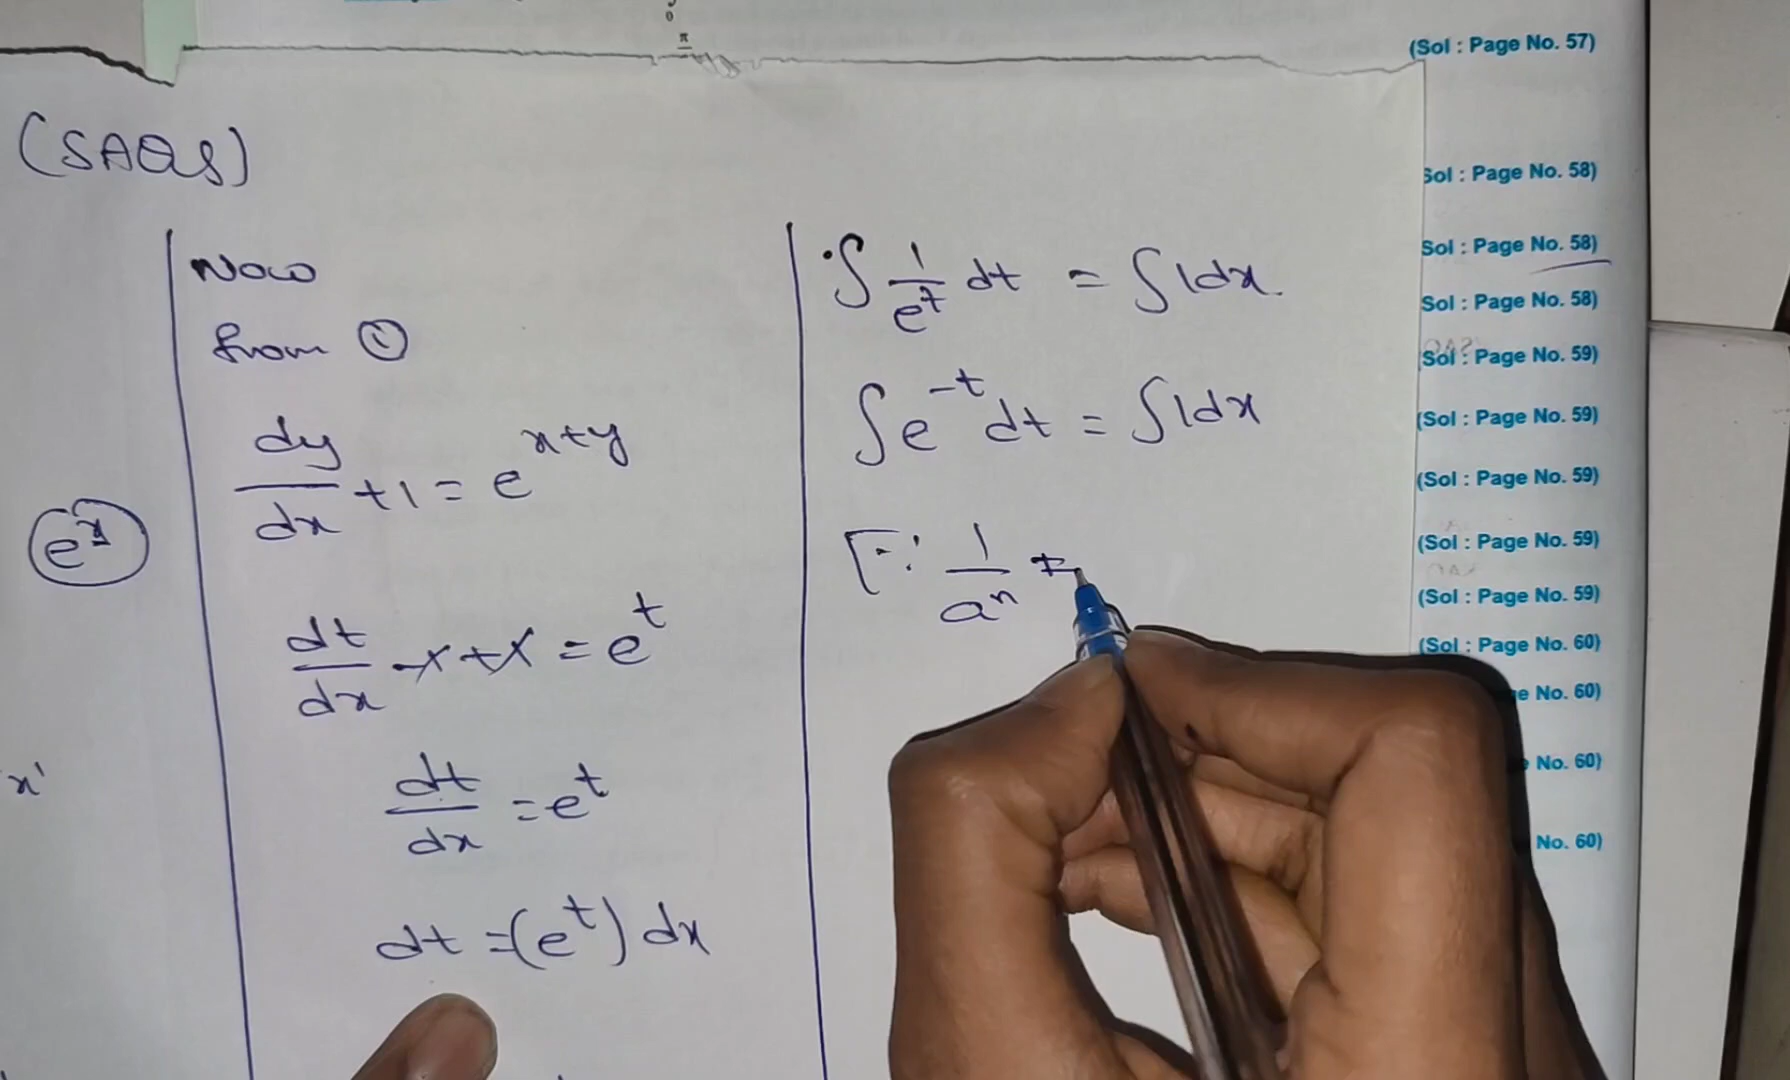 (Sol : Page No. 57)
(SAQs)
Now
from ①
dy/dx + 1 = e^(x+y)
dt/dx - 1 + 1 = e^t
dt/dx = e^t
dt = (e^t) dx
e^x
x'
∫ 1/e^t dt = ∫1dx
∫e^-t dt = ∫1dx
[∵ 1/a^n =
Sol : Page No. 58)
Sol : Page No. 58)
Sol : Page No. 58)
Sol : Page No. 59)
(Sol : Page No. 59)
(Sol : Page No. 59)
(Sol : Page No. 59)
(Sol : Page No. 59)
(Sol : Page No. 60)
e No. 60)
No. 60)
No. 60)
π
0